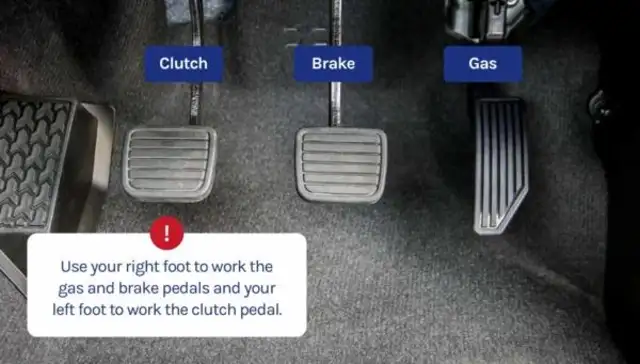 Clutch
Brake
Gas
!
Use your right foot to work the
gas and brake pedals and your
left foot to work the clutch pedal.